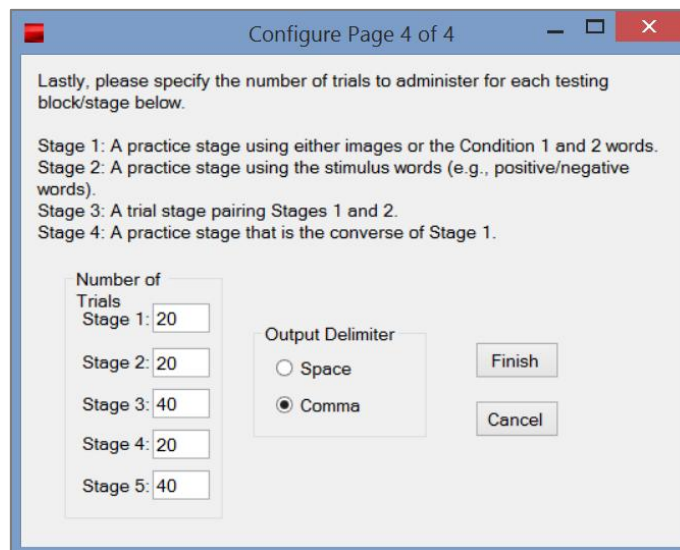 Configure Page 4 of 4
Lastly, please specify the number of trials to administer for each testing
block/stage below.
Stage 1: A practice stage using either images or the Condition 1 and 2 words.
Stage 2: A practice stage using the stimulus words (e.g., positive/negative
words).
Stage 3: A trial stage pairing Stages 1 and 2.
Stage 4: A practice stage that is the converse of Stage 1.
Number of
Trials
Stage 1: 20
Stage 2: 20
Stage 3: 40
Stage 4: 20
Stage 5: 40
Output Delimiter
Space
Comma
Finish
Cancel